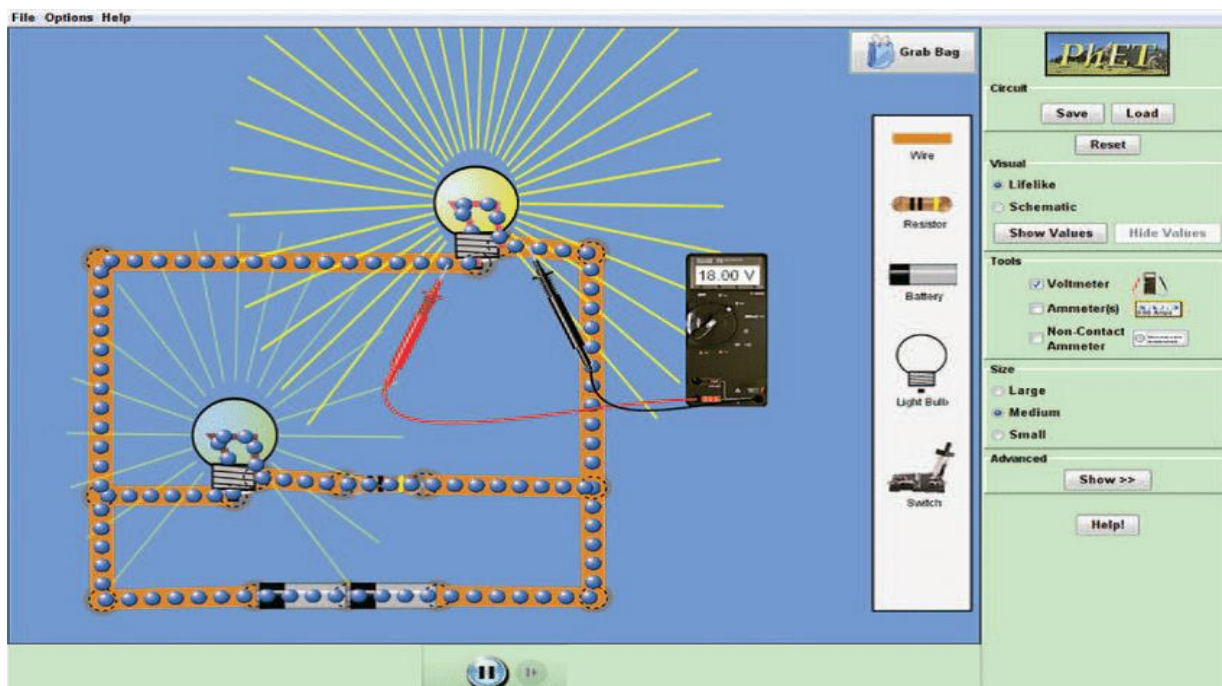 File Options Help
Grab Bag
Wire
Resistor
Battery
Light Bulb
Switch
18.00 V
PhET
Circuit
Save Load
Reset
Visual
Lifelike
Schematic
Show Values Hide Values
Tools
Voltmeter
Ammeter(s)
Non-Contact
Ammeter
Size
Large
Medium
Small
Advanced
Show >>
Help!